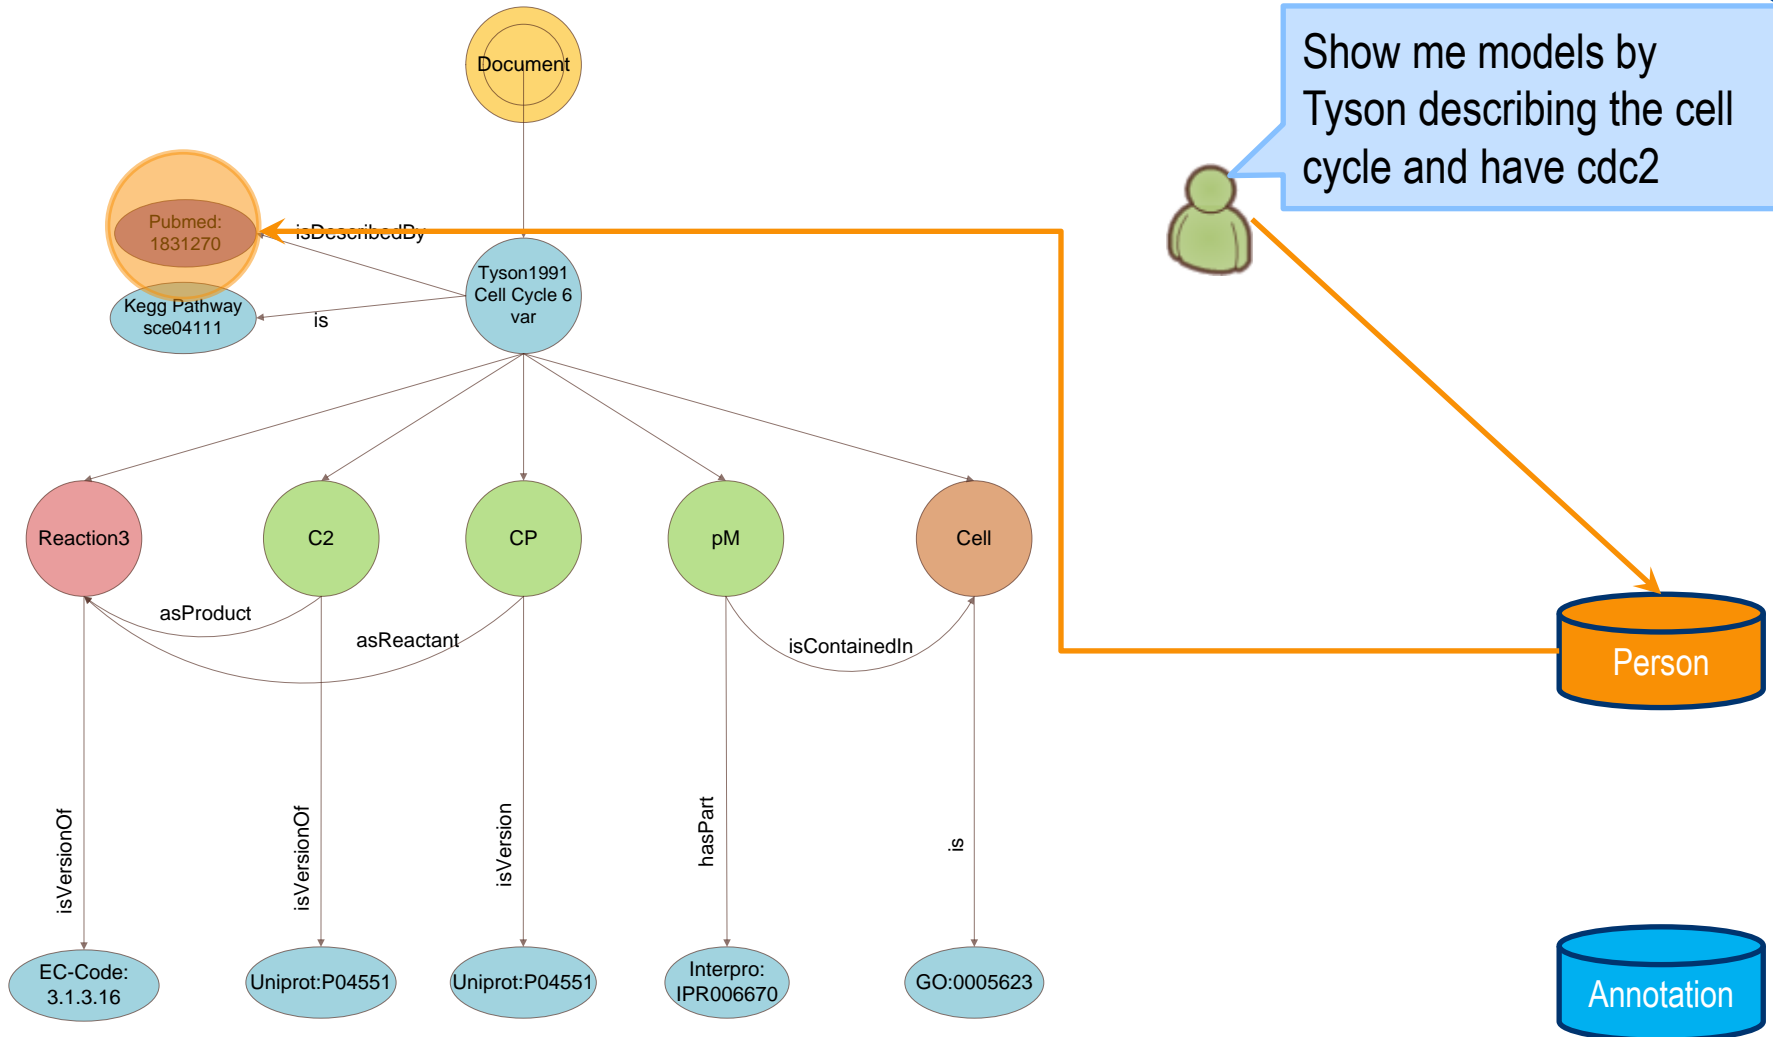 Document
Show me models by
Tyson describing the cell
cycle and have cdc2
Pubmed:
1831270
isDescribedBy
Tyson1991
Cell Cycle 6
var
Kegg Pathway
sce04111
is
Reaction3
C2
CP
pM
Cell
asProduct
asReactant
isContainedIn
Person
isVersionOf
isVersionOf
isVersion
hasPart
is
EC-Code:
3.1.3.16
Uniprot:P04551
Uniprot:P04551
Interpro:
IPR006670
GO:0005623
Annotation